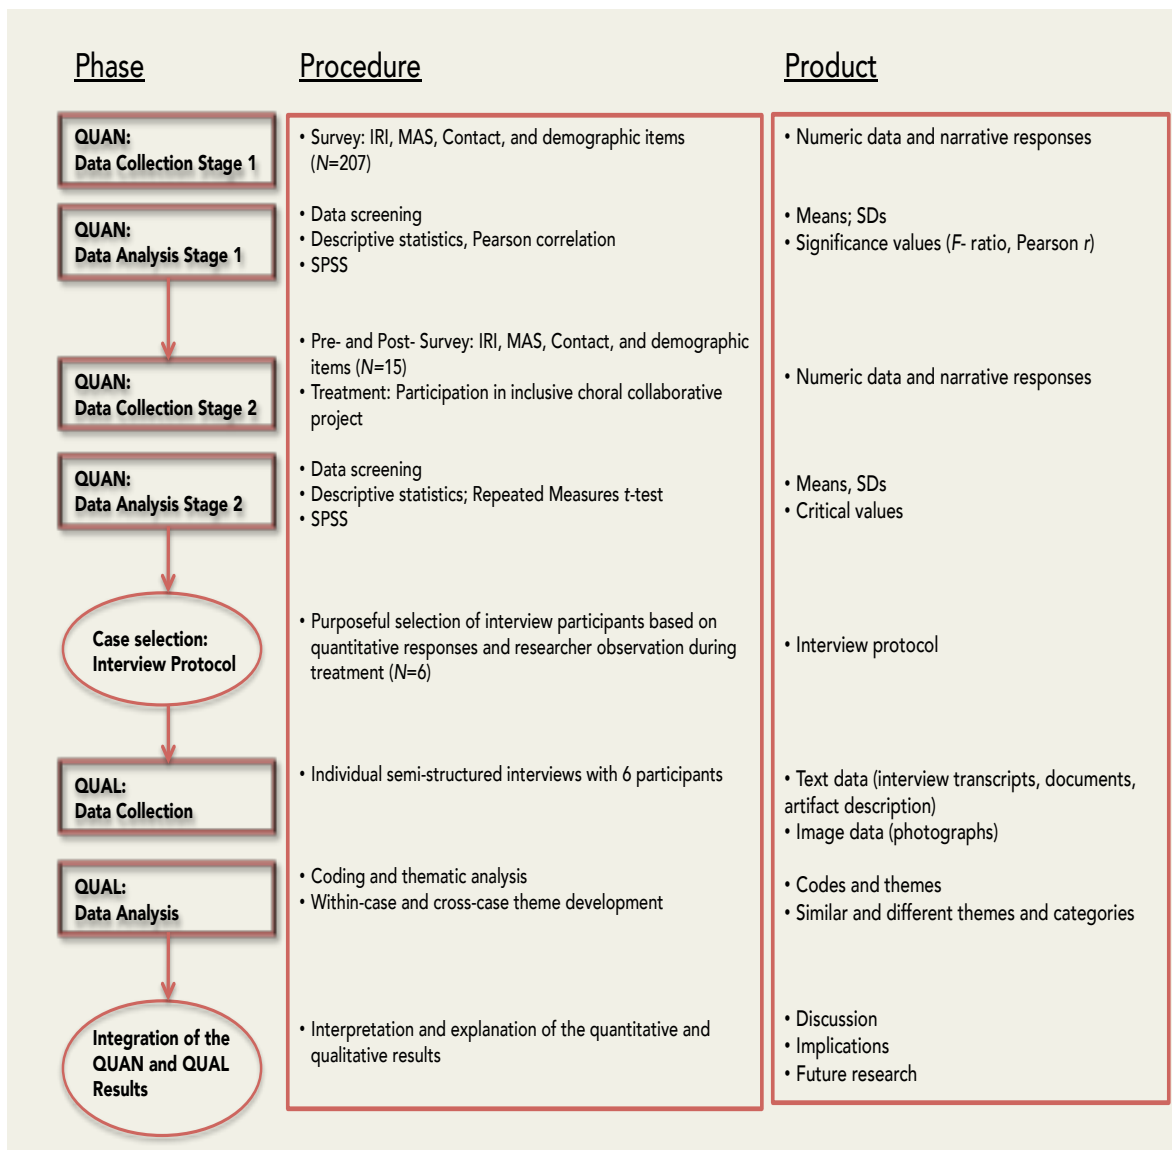 Phase
Procedure
Product
QUAN:
Data Collection Stage 1
• Survey: IRI, MAS, Contact, and demographic items
(N=207)
• Numeric data and narrative responses
QUAN:
Data Analysis Stage 1
• Data screening
• Descriptive statistics, Pearson correlation
• SPSS
• Means; SDs
• Significance values (F- ratio, Pearson r)
QUAN:
Data Collection Stage 2
• Pre- and Post- Survey: IRI, MAS, Contact, and demographic
items (N=15)
• Treatment: Participation in inclusive choral collaborative
project
• Numeric data and narrative responses
QUAN:
Data Analysis Stage 2
• Data screening
• Descriptive statistics; Repeated Measures t-test
• SPSS
• Means, SDs
• Critical values
Case selection:
Interview Protocol
• Purposeful selection of interview participants based on
quantitative responses and researcher observation during
treatment (N=6)
• Interview protocol
QUAL:
Data Collection
• Individual semi-structured interviews with 6 participants
• Text data (interview transcripts, documents,
artifact description)
• Image data (photographs)
QUAL:
Data Analysis
• Coding and thematic analysis
• Within-case and cross-case theme development
• Codes and themes
• Similar and different themes and categories
Integration of the
QUAN and QUAL
Results
• Interpretation and explanation of the quantitative and
qualitative results
• Discussion
• Implications
• Future research